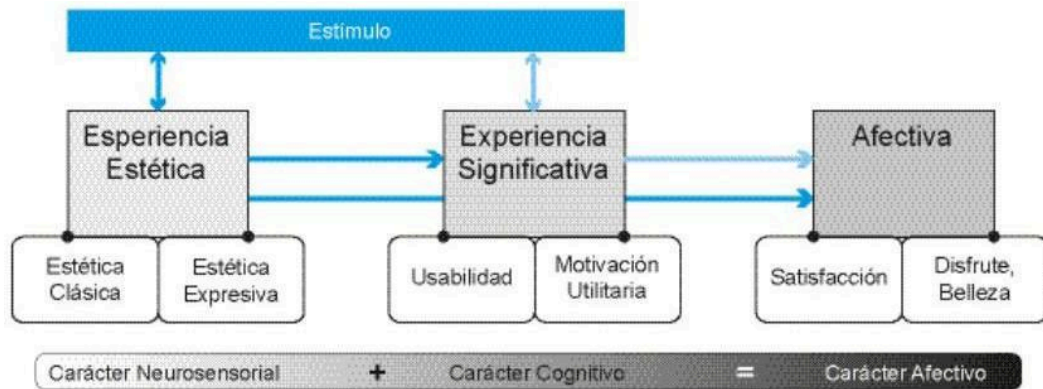 Estímulo
Esperiencia
Estética
Experiencia
Significativa
Afectiva
Estética
Clásica
Estética
Expresiva
Usabilidad
Motivación
Utilitaria
Satisfacción
Disfrute,
Belleza
Carácter Neurosensorial + Carácter Cognitivo = Carácter Afectivo